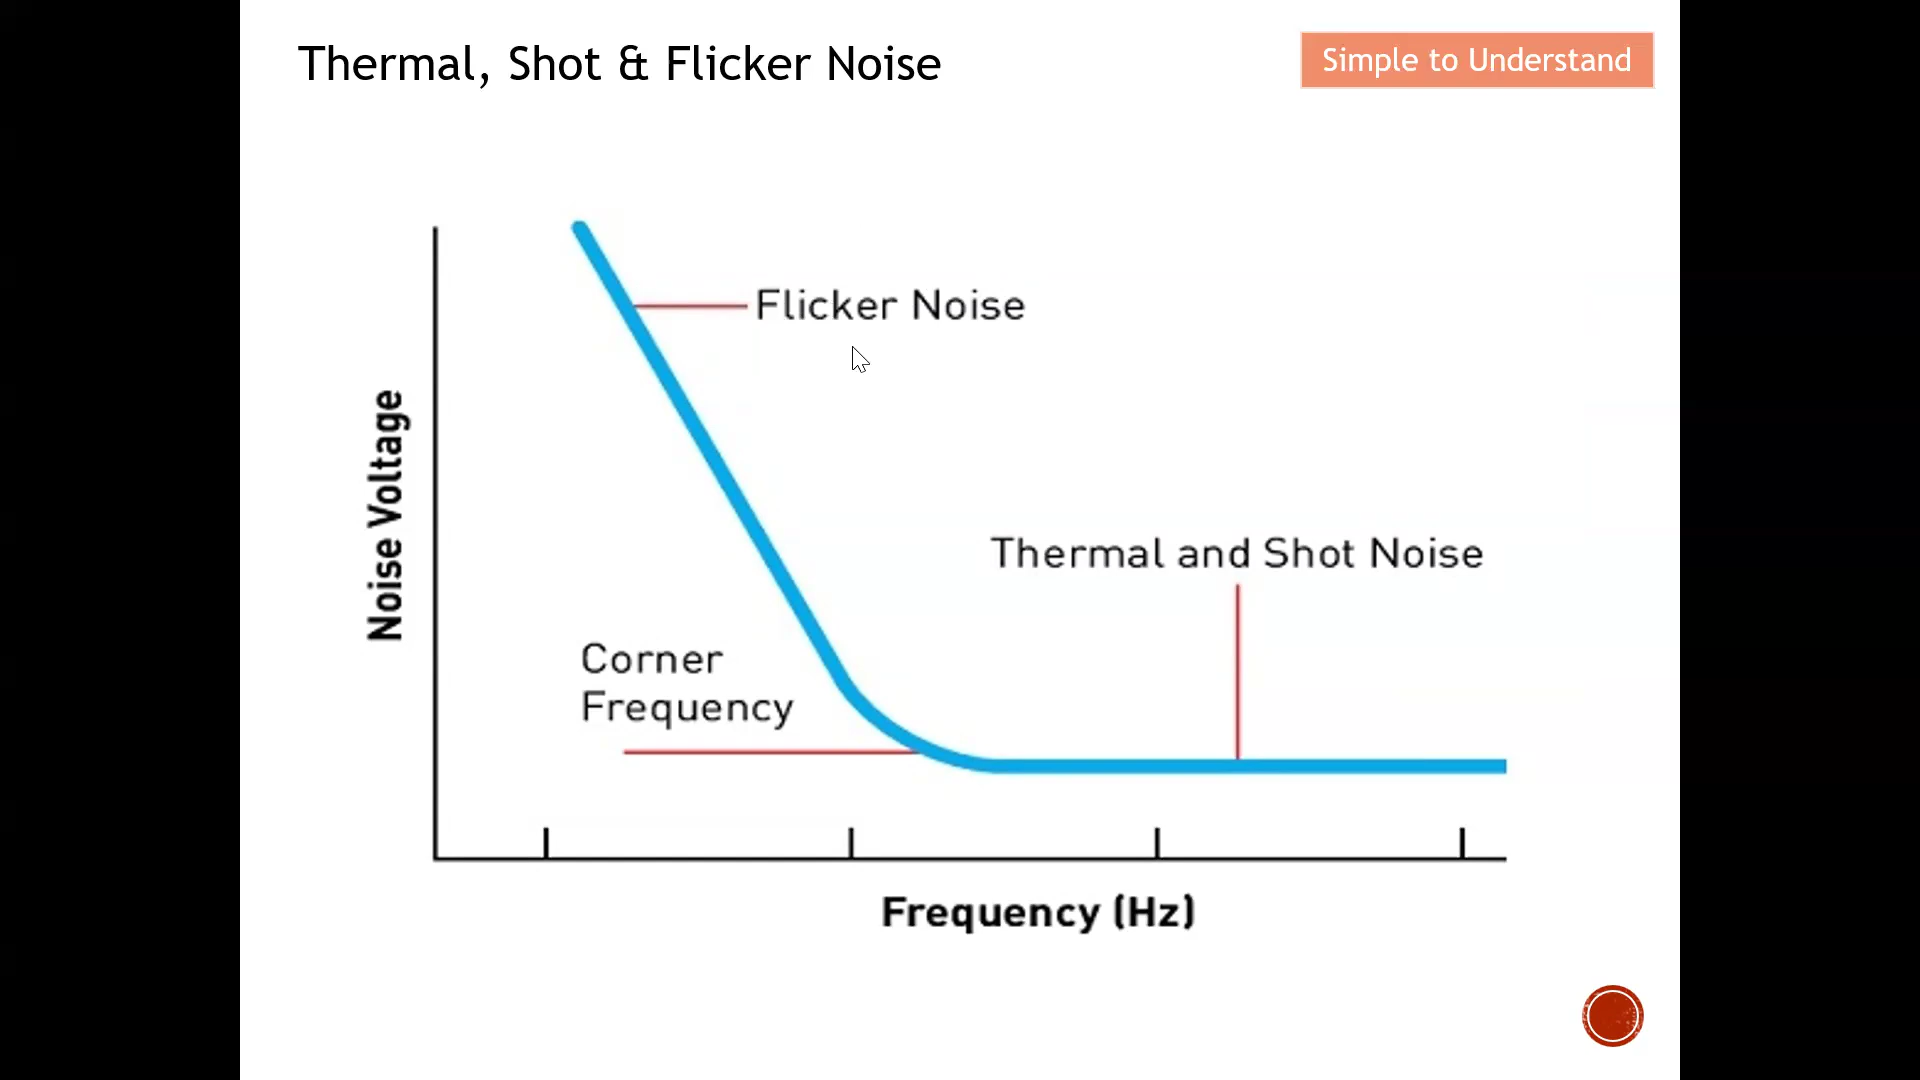 Thermal, Shot & Flicker Noise
Simple to Understand
Flicker Noise
Noise Voltage
Thermal and Shot Noise
Corner
Frequency
Frequency (Hz)